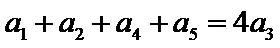 a₁ + a₂ + a₄ + a₅ = 4a₃